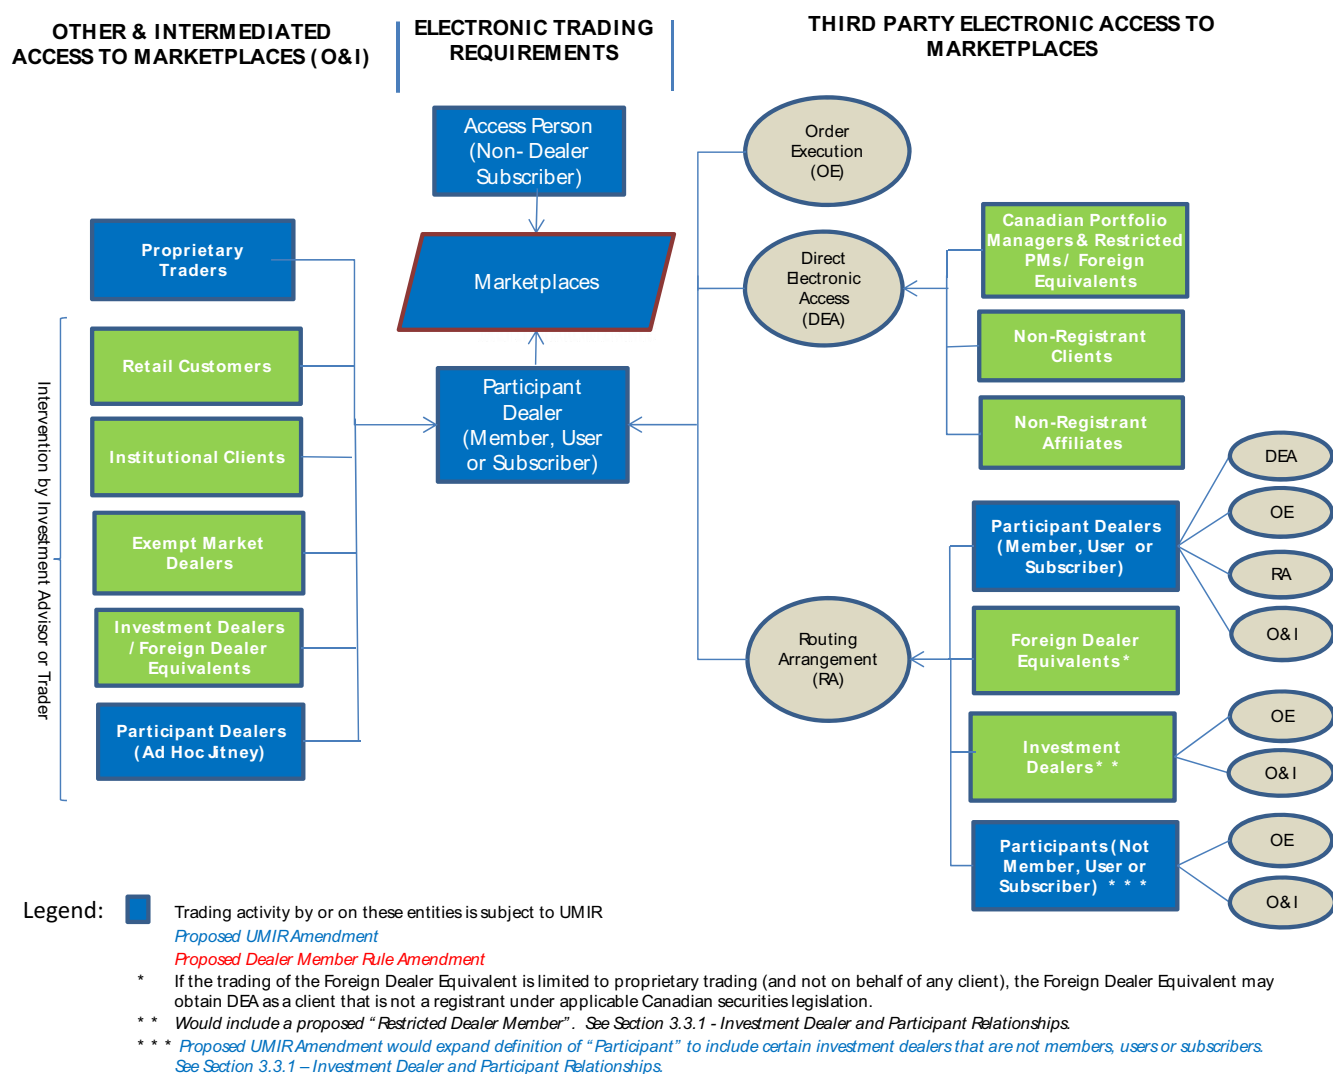 OTHER & INTERMEDIATED
ACCESS TO MARKETPLACES (O&I)
ELECTRONIC TRADING
REQUIREMENTS
THIRD PARTY ELECTRONIC ACCESS TO
MARKETPLACES
Access Person
(Non- Dealer
Subscriber)
Marketplaces
Participant
Dealer
(Member, User
or Subscriber)
Proprietary
Traders
Retail Customers
Institutional Clients
Exempt Market
Dealers
Investment Dealers
/ Foreign Dealer
Equivalents
Participant Dealers
(Ad Hoc Jitney)
Intervention by Investment Advisor or Trader
Order
Execution
(OE)
Direct
Electronic
Access
(DEA)
Routing
Arrangement
(RA)
Canadian Portfolio
Managers & Restricted
PMs / Foreign
Equivalents
Non-Registrant
Clients
Non-Registrant
Affiliates
Participant Dealers
(Member, User or
Subscriber)
Foreign Dealer
Equivalents*
Investment
Dealers* *
Participants (Not
Member, User or
Subscriber) * * *
DEA
OE
RA
O&I
OE
O&I
OE
O&I
Legend:
Trading activity by or on these entities is subject to UMIR
Proposed UMIR Amendment
Proposed Dealer Member Rule Amendment
* If the trading of the Foreign Dealer Equivalent is limited to proprietary trading (and not on behalf of any client), the Foreign Dealer Equivalent may
obtain DEA as a client that is not a registrant under applicable Canadian securities legislation.
* * Would include a proposed "Restricted Dealer Member". See Section 3.3.1 - Investment Dealer and Participant Relationships.
* * * Proposed UMIR Amendment would expand definition of "Participant" to include certain investment dealers that are not members, users or subscribers.
See Section 3.3.1 – Investment Dealer and Participant Relationships.